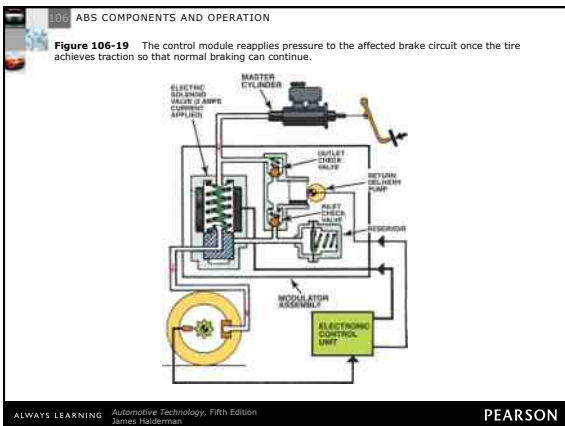 106 ABS COMPONENTS AND OPERATION
Figure 106-19 The control module reapplies pressure to the affected brake circuit once the tire
achieves traction so that normal braking can continue.
MASTER
CYLINDER
ELECTRIC
SOLENOID
VALVE (2 AMPS
CURRENT
APPLIED)
OUTLET
CHECK
VALVE
RETURN
DELIVERY
PUMP
INLET
CHECK
VALVE
RESERVOIR
MODULATOR
ASSEMBLY
ELECTRONIC
CONTROL
UNIT
ALWAYS LEARNING
Automotive Technology, Fifth Edition
James Halderman
PEARSON